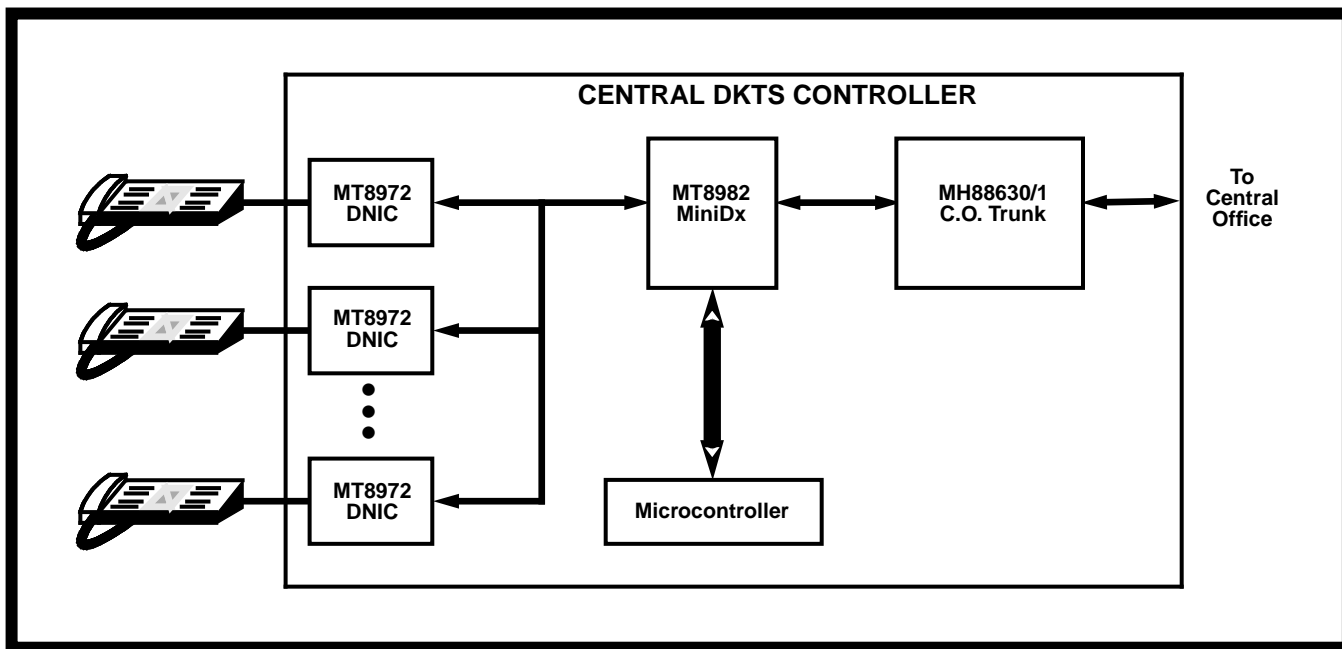 CENTRAL DKTS CONTROLLER
MT8972
DNIC
MT8982
MiniDx
MH88630/1
C.O. Trunk
To
Central
Office
MT8972
DNIC
MT8972
DNIC
Microcontroller